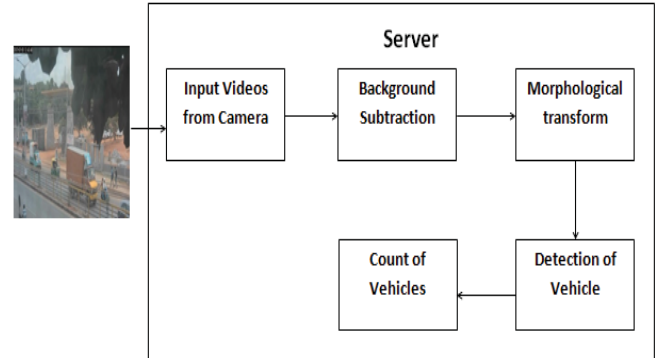 Server
Input Videos
from Camera
Background
Subtraction
Morphological
transform
Count of
Vehicles
Detection of
Vehicle